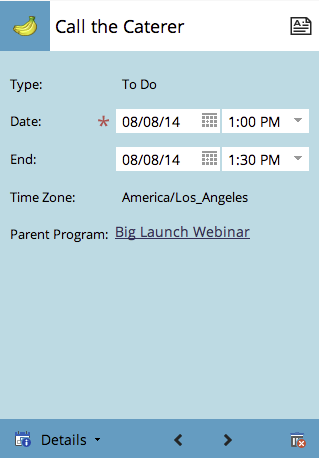 Call the Caterer
Type: To Do
Date: * 08/08/14 1:00 PM
End: 08/08/14 1:30 PM
Time Zone: America/Los_Angeles
Parent Program: Big Launch Webinar
Details